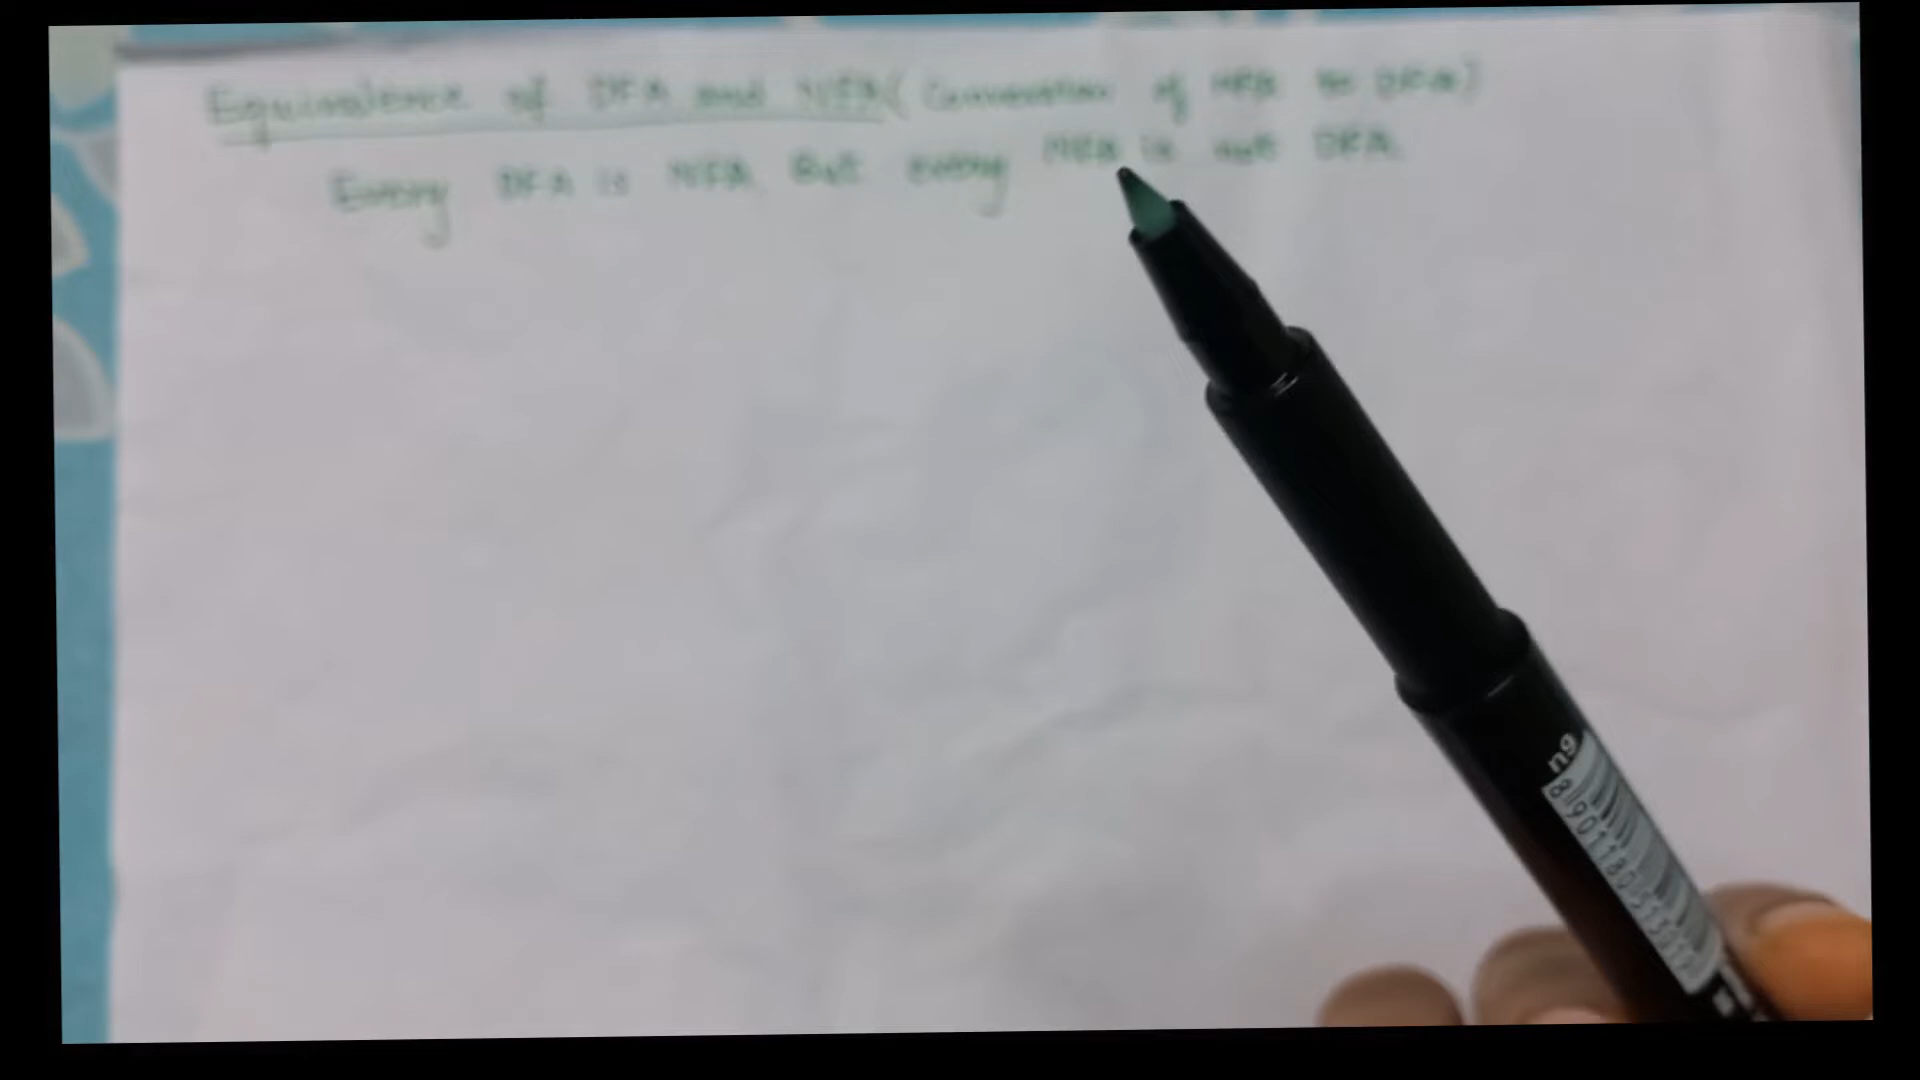 Equivalence of DFA and NFA (Conversion of NFA to DFA)
Every DFA is NFA But every NFA is not DFA.
n9